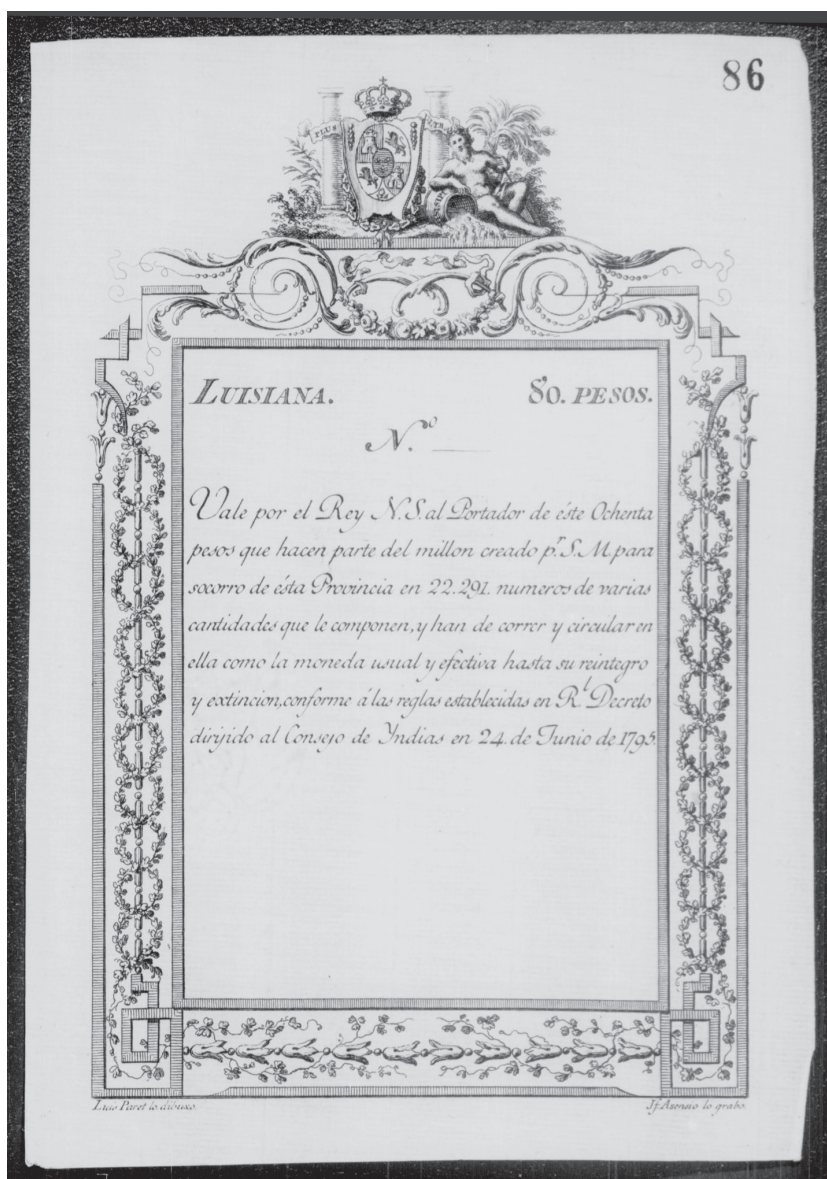 86
PLUS
LUISIANA. 80. PESOS.
N.º
Vale por el Rey N.S. al Portador de éste Ochenta
pesos que hacen parte del millon creado p.r S.M. para
socorro de ésta Provincia en 22.291. numeros de varias
cantidades que le componen, y han de correr y circular en
ella como la moneda usual y efectiva hasta su reintegro
y extincion, conforme á las reglas establecidas en R.l Decreto
dirijido al Consejo de Yndias en 24. de Junio de 1795.
Luis Paret lo dibuxo.
Jf. Asensio lo grabo.